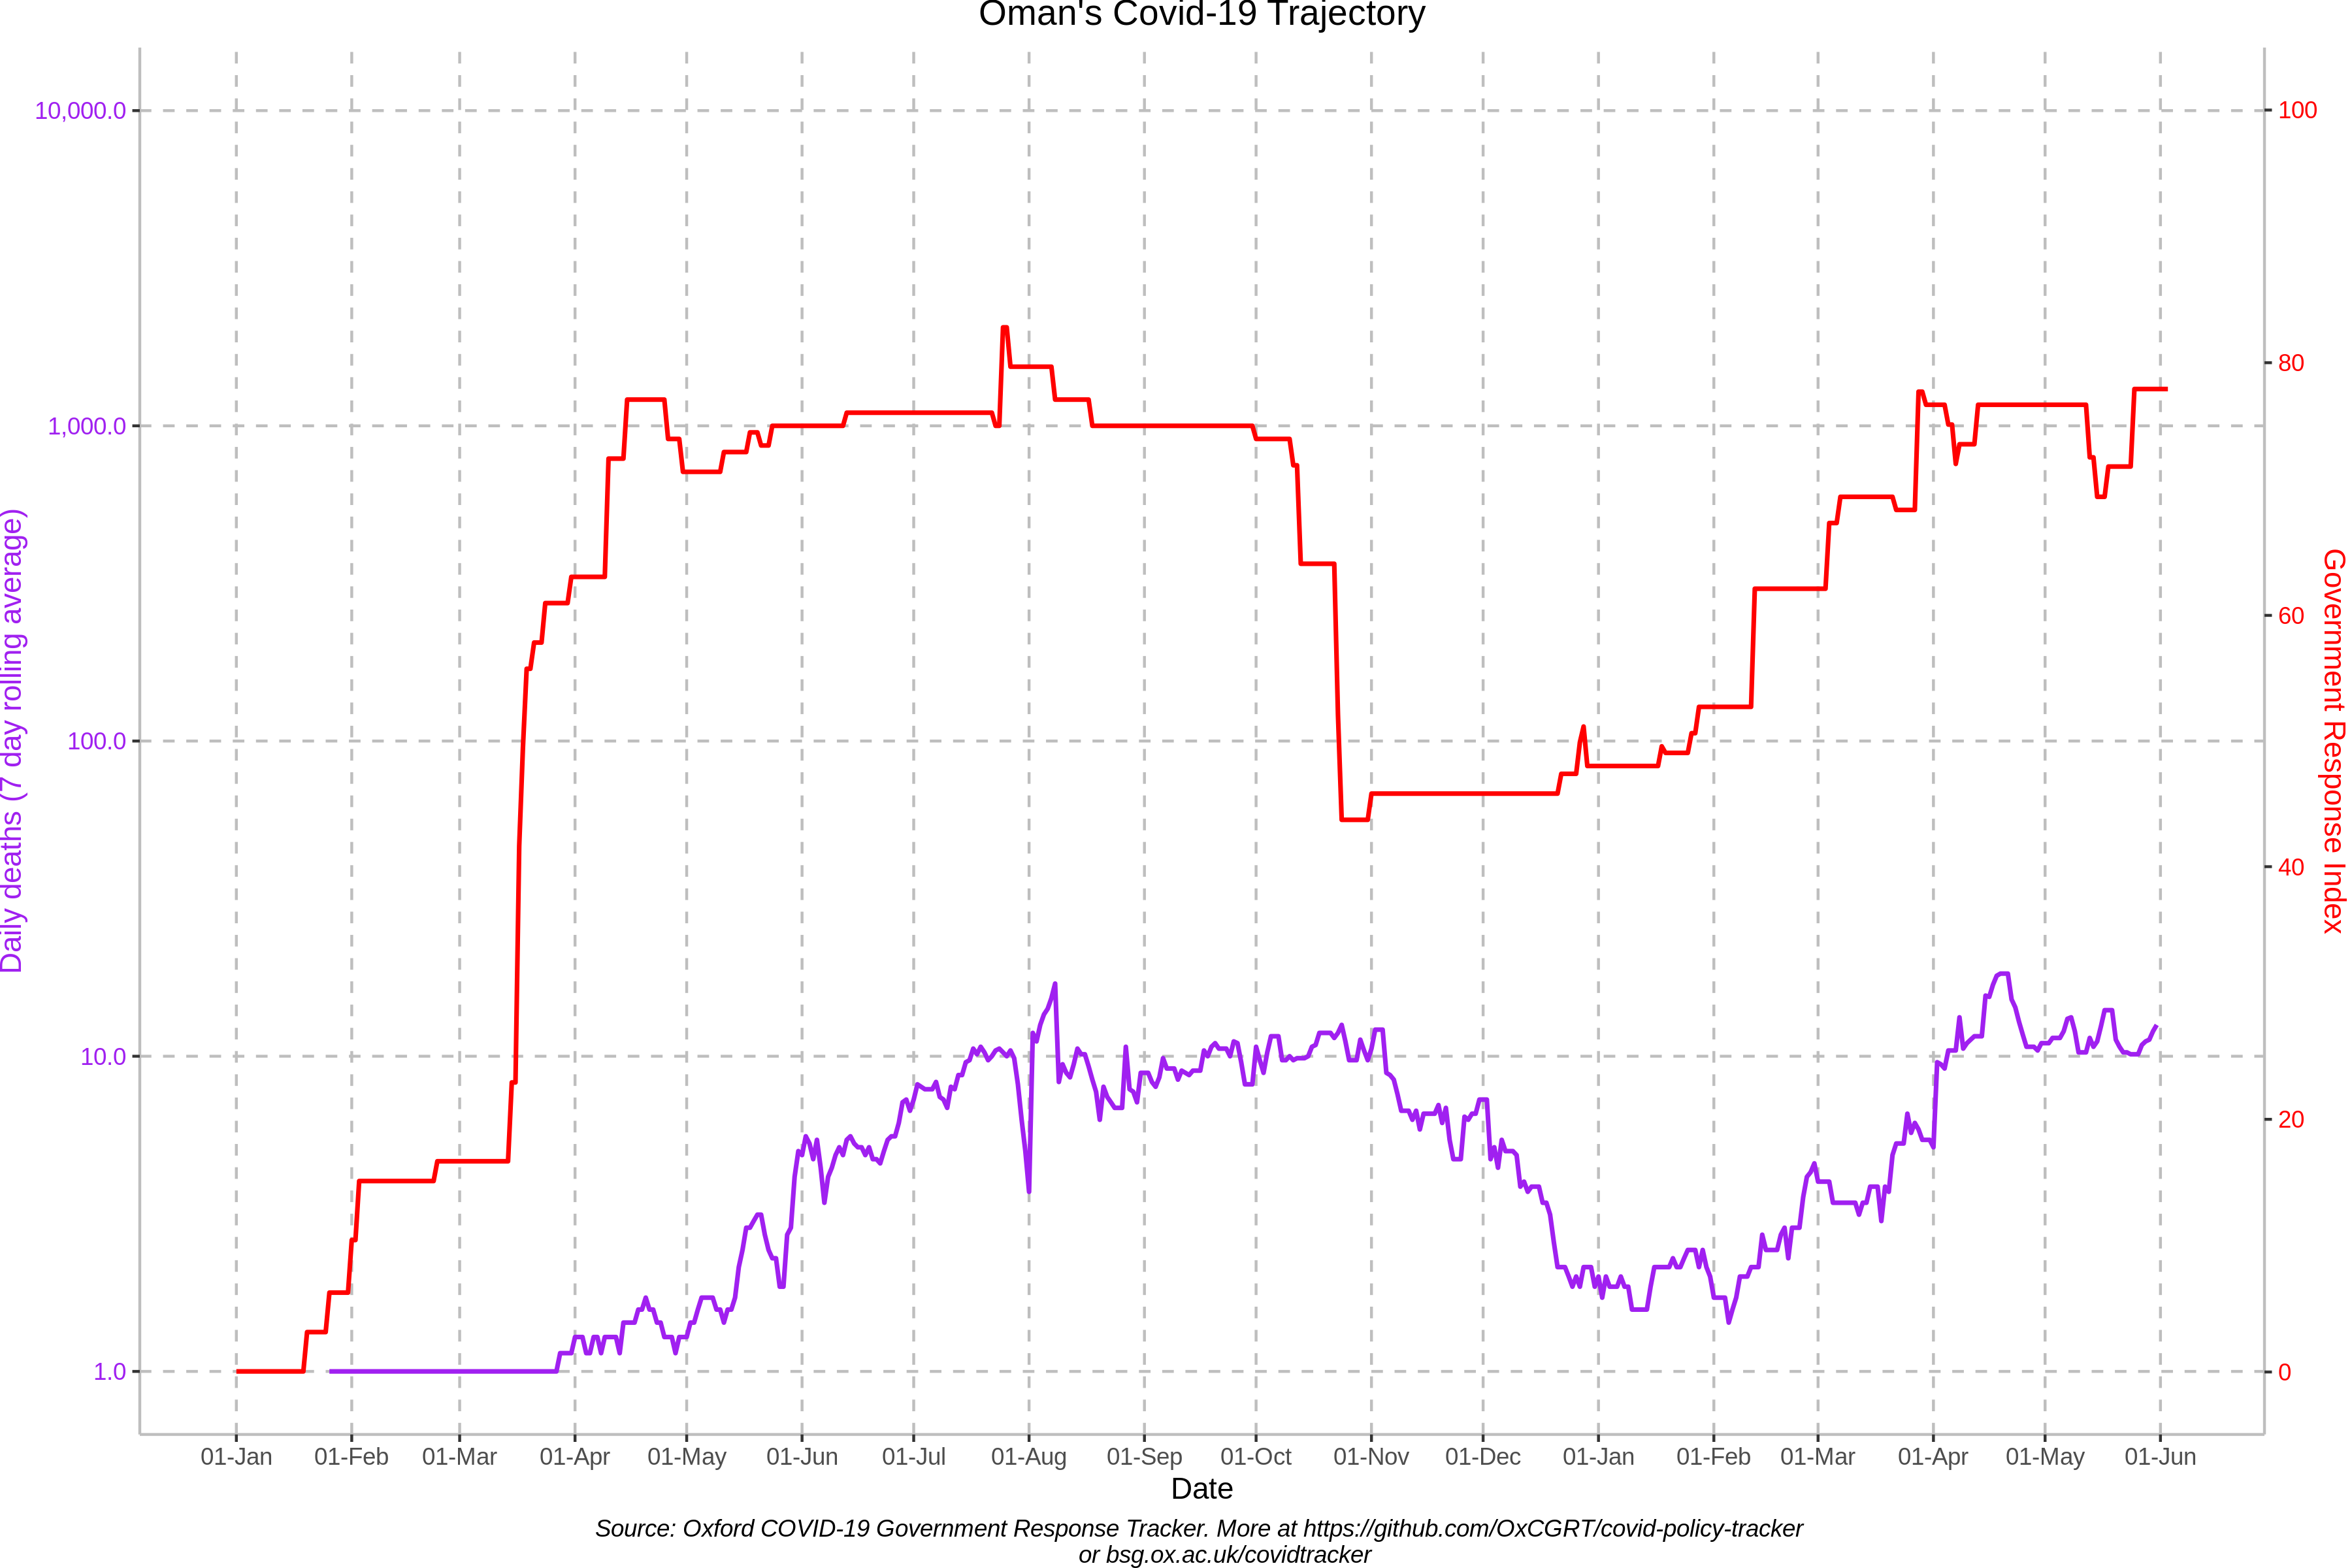 Oman's Covid-19 Trajectory
10,000.0
1,000.0
100.0
10.0
1.0
Daily deaths (7 day rolling average)
100
80
60
40
20
0
Government Response Index
01-Jan 01-Feb 01-Mar 01-Apr 01-May 01-Jun 01-Jul 01-Aug 01-Sep 01-Oct 01-Nov 01-Dec 01-Jan 01-Feb 01-Mar 01-Apr 01-May 01-Jun
Date
Source: Oxford COVID-19 Government Response Tracker. More at https://github.com/OxCGRT/covid-policy-tracker
or bsg.ox.ac.uk/covidtracker